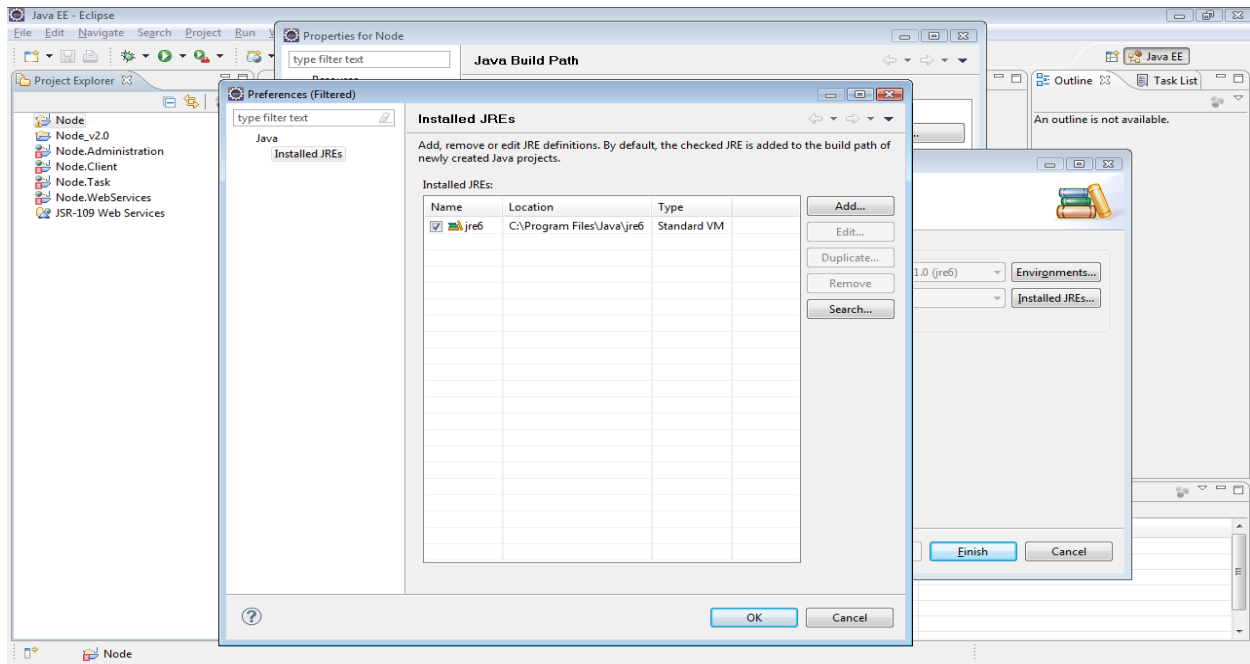 Java EE - Eclipse
File Edit Navigate Search Project Run
Java EE
Project Explorer
Node
Node_v2.0
Node.Administration
Node.Client
Node.Task
Node.WebServices
JSR-109 Web Services
Properties for Node
type filter text
Java Build Path
Preferences (Filtered)
type filter text
Java
Installed JREs
Installed JREs
Add, remove or edit JRE definitions. By default, the checked JRE is added to the build path of
newly created Java projects.
Installed JREs:
Name Location Type
jre6 C:\Program Files\Java\jre6 Standard VM
Add...
Edit...
Duplicate...
Remove
Search...
OK
Cancel
Outline
Task List
An outline is not available.
1.0 (jre6)
Environments...
Installed JREs...
Finish
Cancel
Node